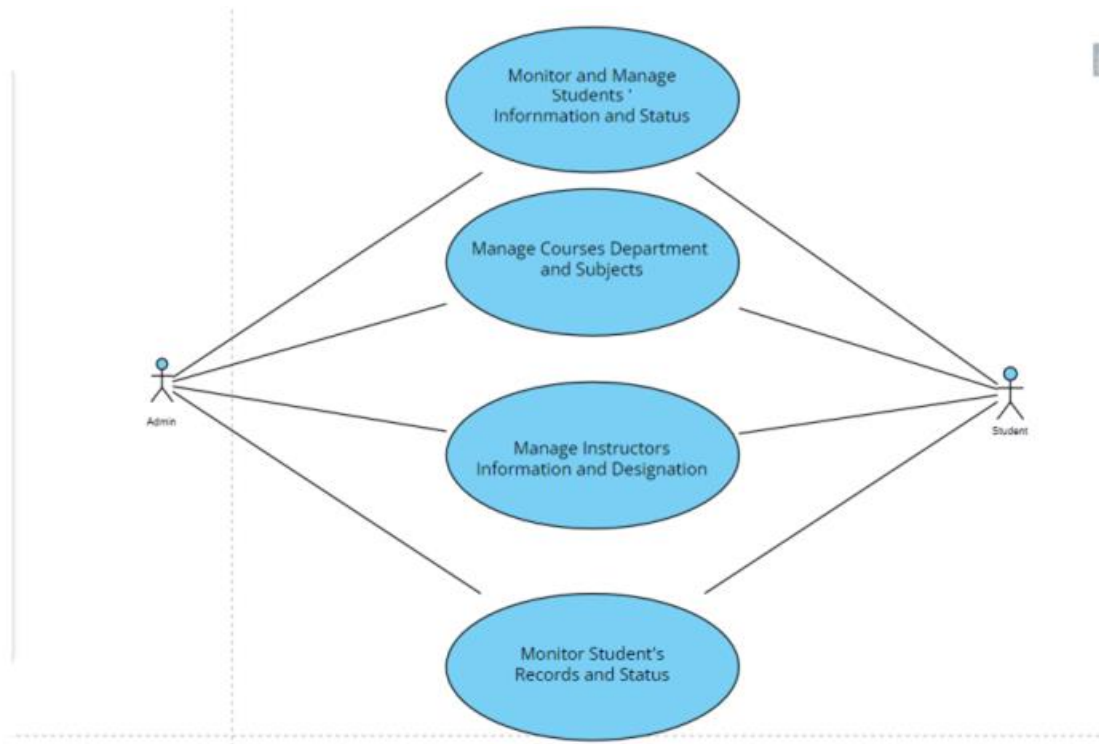 Monitor and Manage
Students '
Infornmation and Status
Manage Courses Department
and Subjects
Admin
Student
Manage Instructors
Information and Designation
Monitor Student's
Records and Status